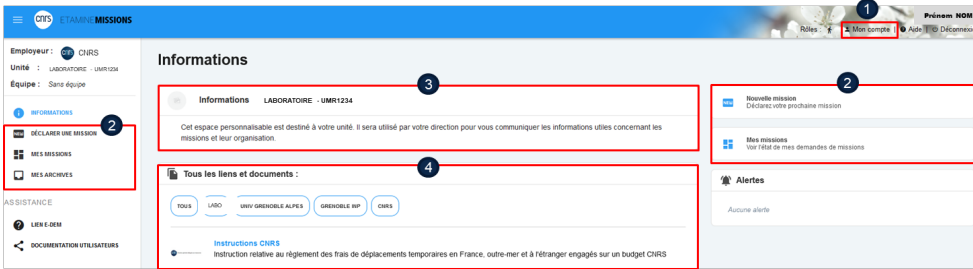 cnrs ETAMINE MISSIONS
1
Prénom NOM
Rôles : Mon compte | Aide | Déconnexi
Employeur : cnrs CNRS
Unité : LABORATOIRE - UMR1234
Équipe : Sans équipe
INFORMATIONS
2
NEW DÉCLARER UNE MISSION
MES MISSIONS
MES ARCHIVES
ASSISTANCE
LIEN E-DEM
DOCUMENTATION UTILISATEURS
Informations
3
Informations LABORATOIRE - UMR1234
Cet espace personnalisable est destiné à votre unité. Il sera utilisé par votre direction pour vous communiquer les informations utiles concernant les
missions et leur organisation.
4
Tous les liens et documents :
TOUS LABO UNIV GRENOBLE ALPES GRENOBLE INP CNRS
Instructions CNRS
Instruction relative au règlement des frais de déplacements temporaires en France, outre-mer et à l'étranger engagés sur un budget CNRS
2
NEW Nouvelle mission
Déclarez votre prochaine mission
Mes missions
Voir l'état de mes demandes de missions
Alertes
Aucune alerte